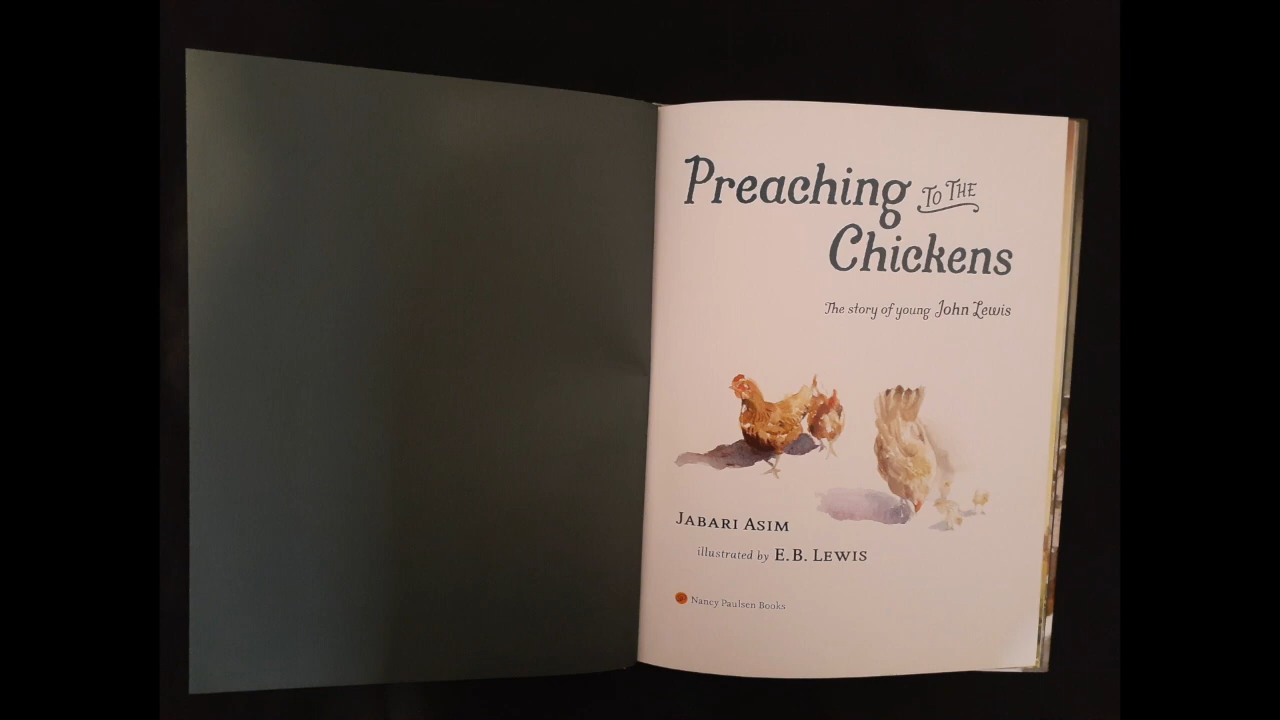 Preaching TO THE
Chickens
The story of young John Lewis
JABARI ASIM
illustrated by E.B. LEWIS
Nancy Paulsen Books